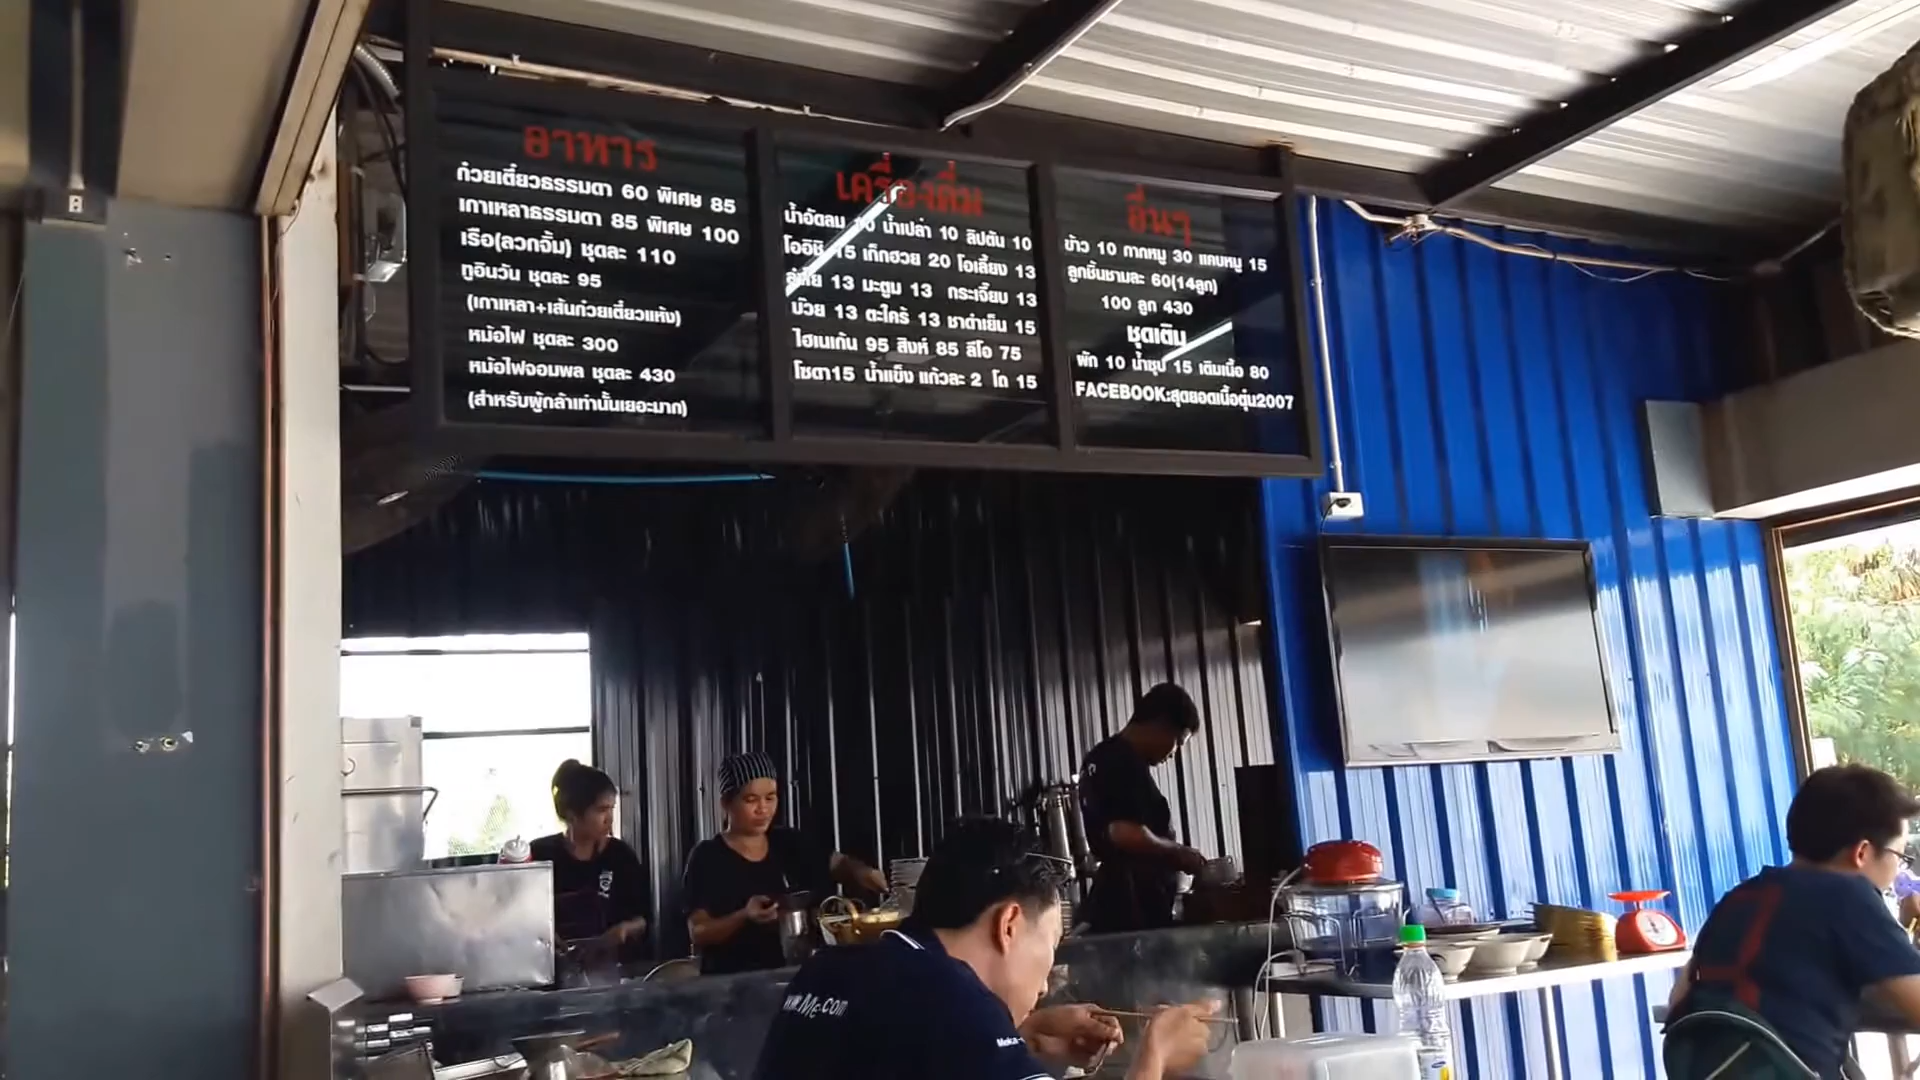 อาหาร
ก๋วยเตี๋ยวธรรมดา 60 พิเศษ 85
เกาเหลาธรรมดา 85 พิเศษ 100
เรือ(ลวกจิ้ม) ชุดละ 110
ทูอินวัน ชุดละ 95
(เกาเหลา+เส้นก๋วยเตี๋ยวแห้ง)
หม้อไฟ ชุดละ 300
หม้อไฟจอมพล ชุดละ 430
(สำหรับผู้กล้าเท่านั้นเยอะมาก)
เครื่องดื่ม
น้ำอัดลม น้ำเปล่า 10 ลิปตัน 10
โออิชิ 15 เก็กฮวย 20 โอเลี้ยง 13
ลำไย 13 มะตูม 13 กระเจี๊ยบ 13
บ๊วย 13 ตะไคร้ 13 ชาดำเย็น 15
ไฮเนเก้น 95 สิงห์ 85 ลีโอ 75
โซดา15 น้ำแข็ง แก้วละ 2 โถ 15
อื่นๆ
ข้าว 10 กากหมู 30 แคบหมู 15
ลูกชิ้นชามละ 60(14ลูก)
100 ลูก 430
ชุดเติม
ผัก 10 น้ำซุป 15 เติมเนื้อ 80
FACEBOOK:สุดยอดเนื้อตุ๋น2007
www.Me.com